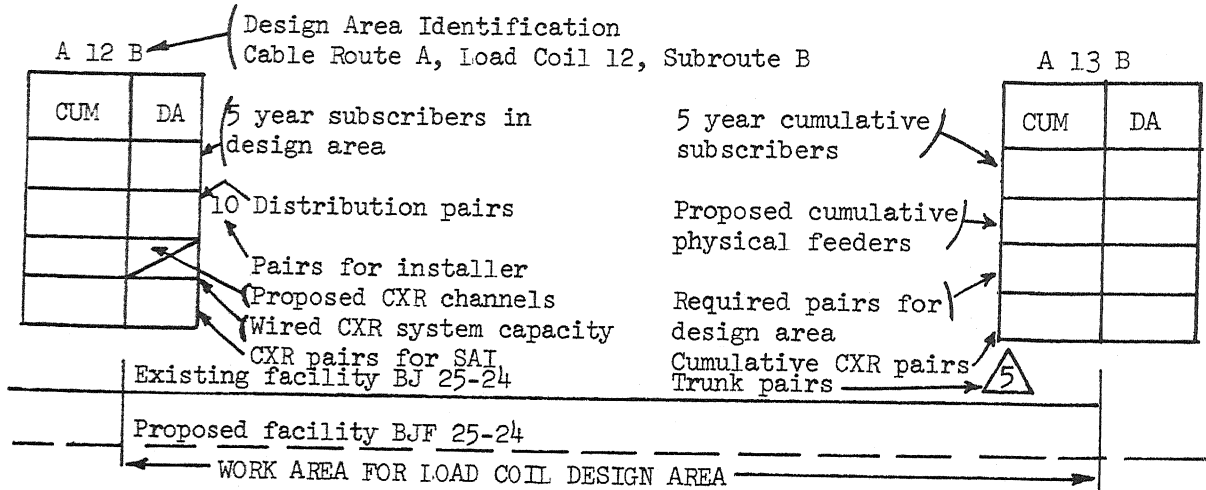 Design Area Identification
A 12 B
Cable Route A, Load Coil 12, Subroute B
A 13 B
CUM DA
5 year subscribers in
design area
10 Distribution pairs
Pairs for installer
Proposed CXR channels
Wired CXR system capacity
CXR pairs for SAI
5 year cumulative
subscribers
CUM DA
Proposed cumulative
physical feeders
Required pairs for
design area
Cumulative CXR pairs
Trunk pairs 5
Existing facility BJ 25-24
Proposed facility BJF 25-24
WORK AREA FOR LOAD COIL DESIGN AREA